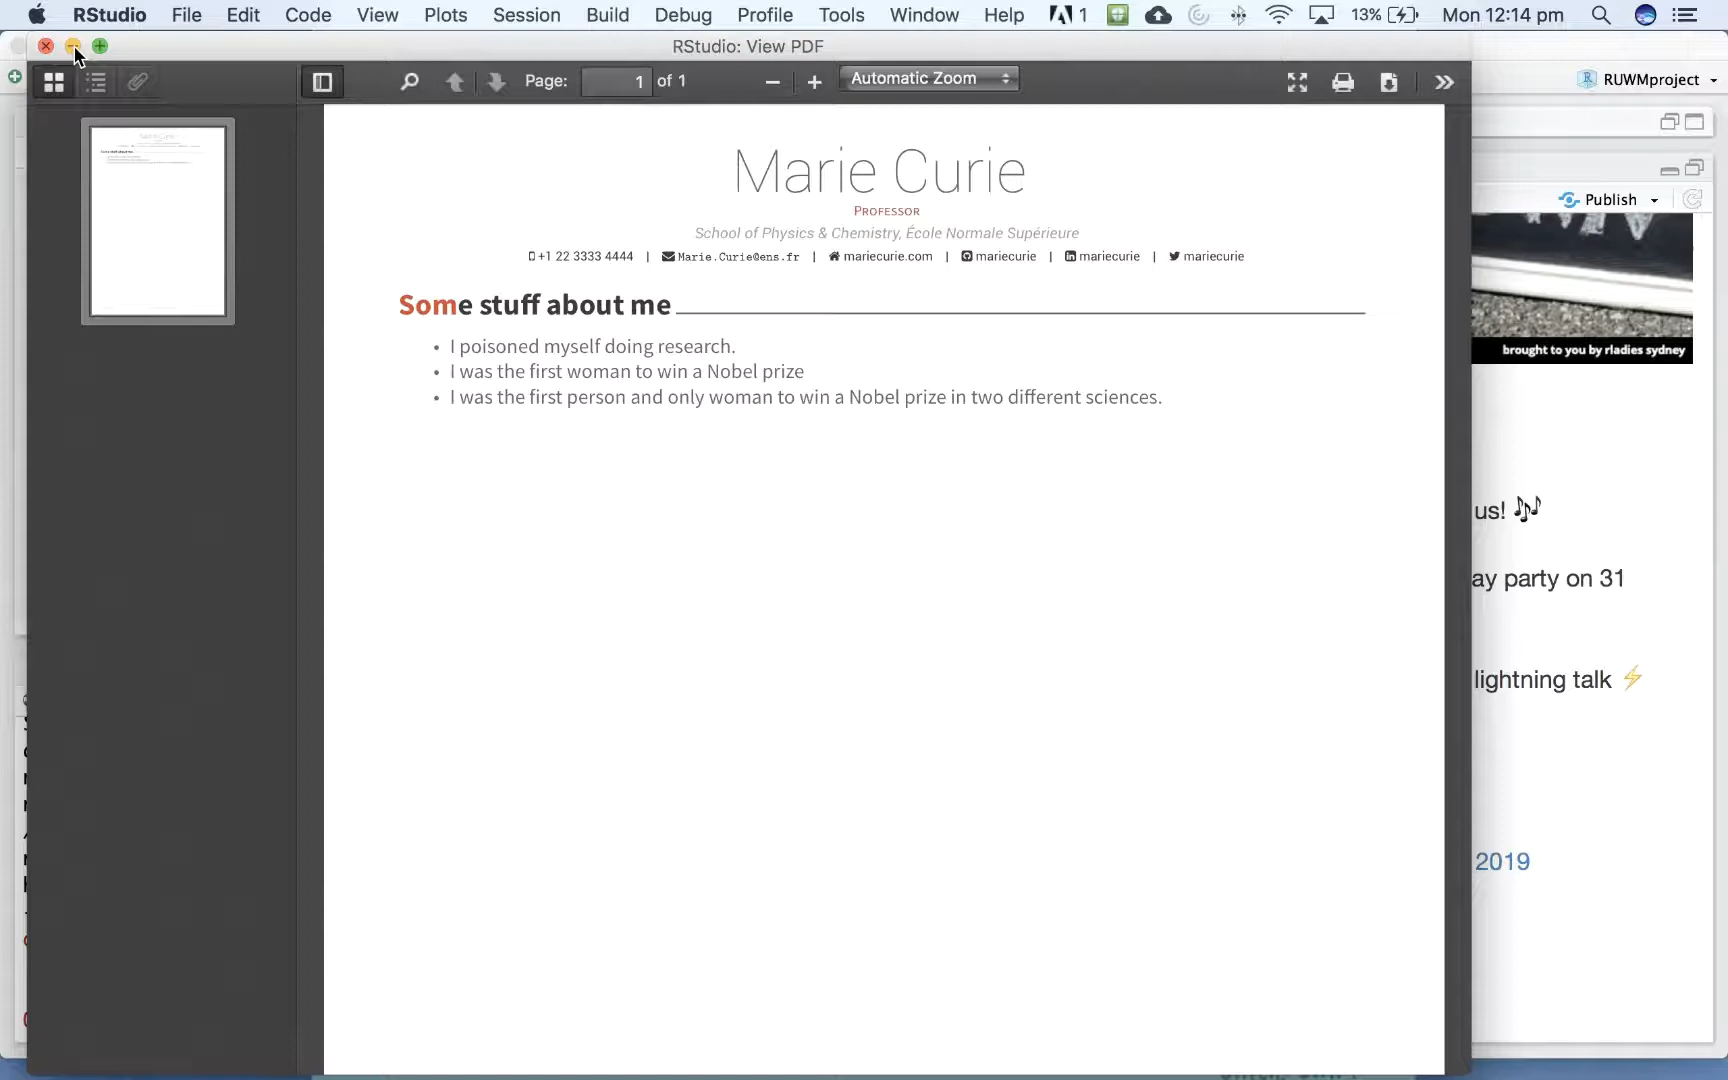 RStudio File Edit Code View Plots Session Build Debug Profile Tools Window Help 1 13% Mon 12:14 pm
RStudio: View PDF
Page: 1 of 1 Automatic Zoom
RUWMproject
Publish
Marie Curie
Professor
School of Physics & Chemistry, École Normale Supérieure
+1 22 3333 4444 | Marie.Curie@ens.fr | mariecurie.com | mariecurie | mariecurie | mariecurie
Some stuff about me
• I poisoned myself doing research.
• I was the first woman to win a Nobel prize
• I was the first person and only woman to win a Nobel prize in two different sciences.
brought to you by rladies sydney
us! 🎶
ay party on 31
lightning talk ⚡
2019